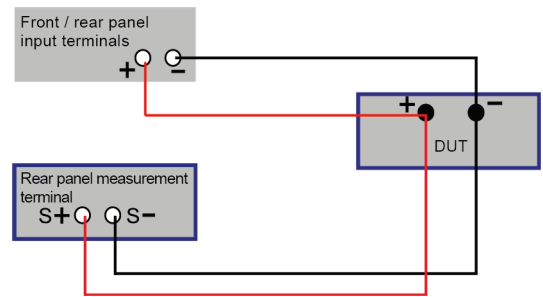 Front / rear panel
input terminals
+ −
+ −
DUT
Rear panel measurement
terminal
S+ S−